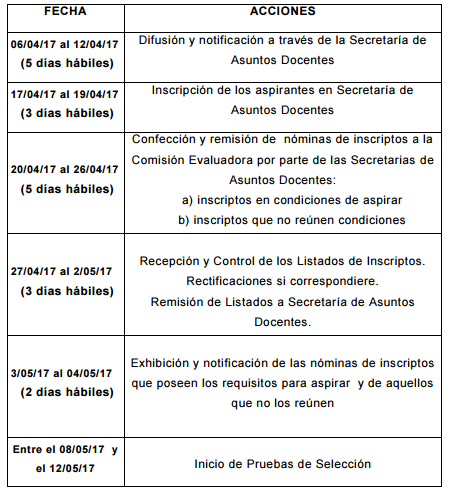 FECHA
ACCIONES
06/04/17 al 12/04/17
(5 días hábiles)
Difusión y notificación a través de la Secretaría de
Asuntos Docentes
17/04/17 al 19/04/17
(3 días hábiles)
Inscripción de los aspirantes en Secretaría de
Asuntos Docentes
20/04/17 al 26/04/17
(5 días hábiles)
Confección y remisión de nóminas de inscriptos a la
Comisión Evaluadora por parte de las Secretarias de
Asuntos Docentes:
a) inscriptos en condiciones de aspirar
b) inscriptos que no reúnen condiciones
27/04/17 al 2/05/17
(3 días hábiles)
Recepción y Control de los Listados de Inscriptos.
Rectificaciones si correspondiere.
Remisión de Listados a Secretaría de Asuntos
Docentes.
3/05/17 al 04/05/17
(2 días hábiles)
Exhibición y notificación de las nóminas de inscriptos
que poseen los requisitos para aspirar y de aquellos
que no los reúnen
Entre el 08/05/17 y
el 12/05/17
Inicio de Pruebas de Selección